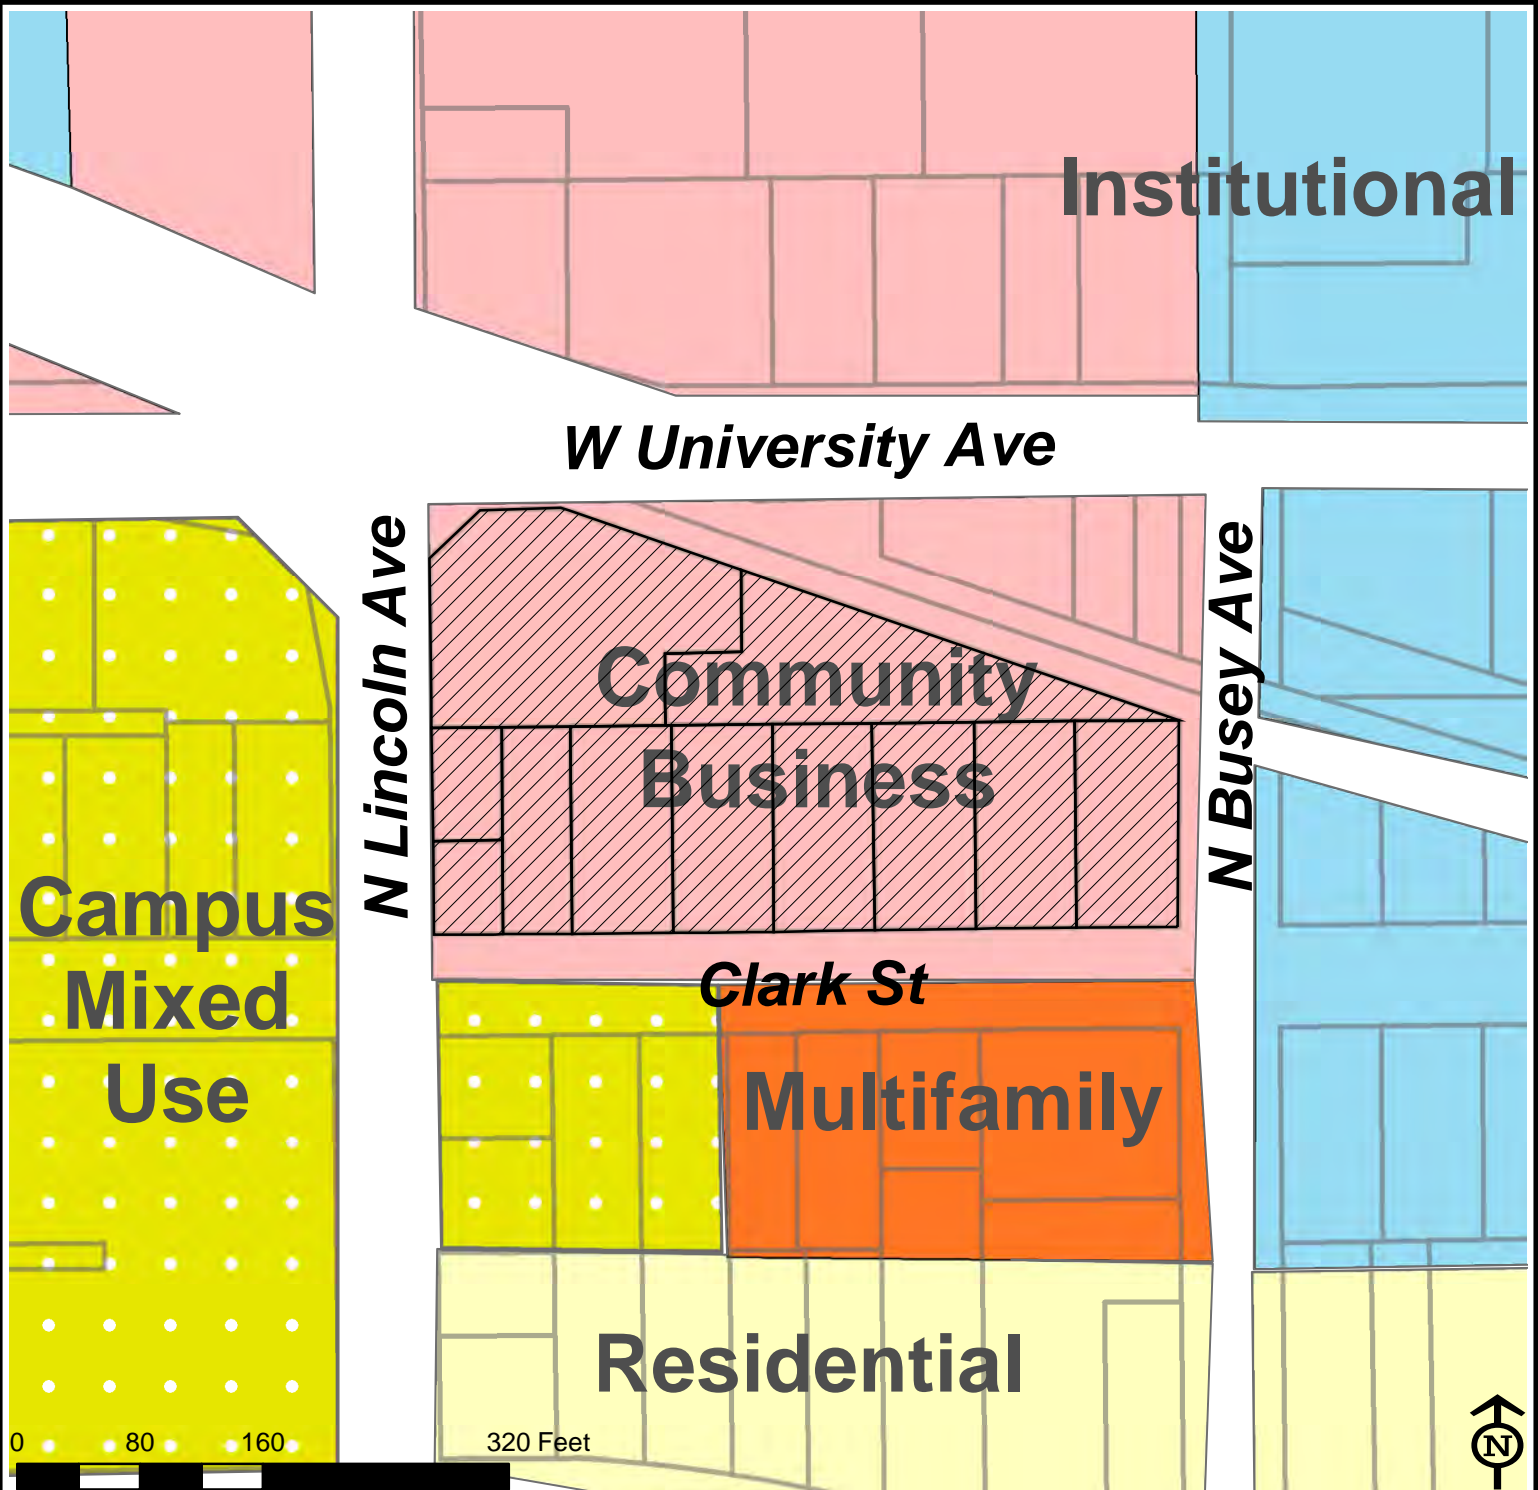 Institutional
W University Ave
N Lincoln Ave
N Busey Ave
Community
Business
Campus
Mixed
Use
Clark St
Multifamily
Residential
0 80 160 320 Feet
N